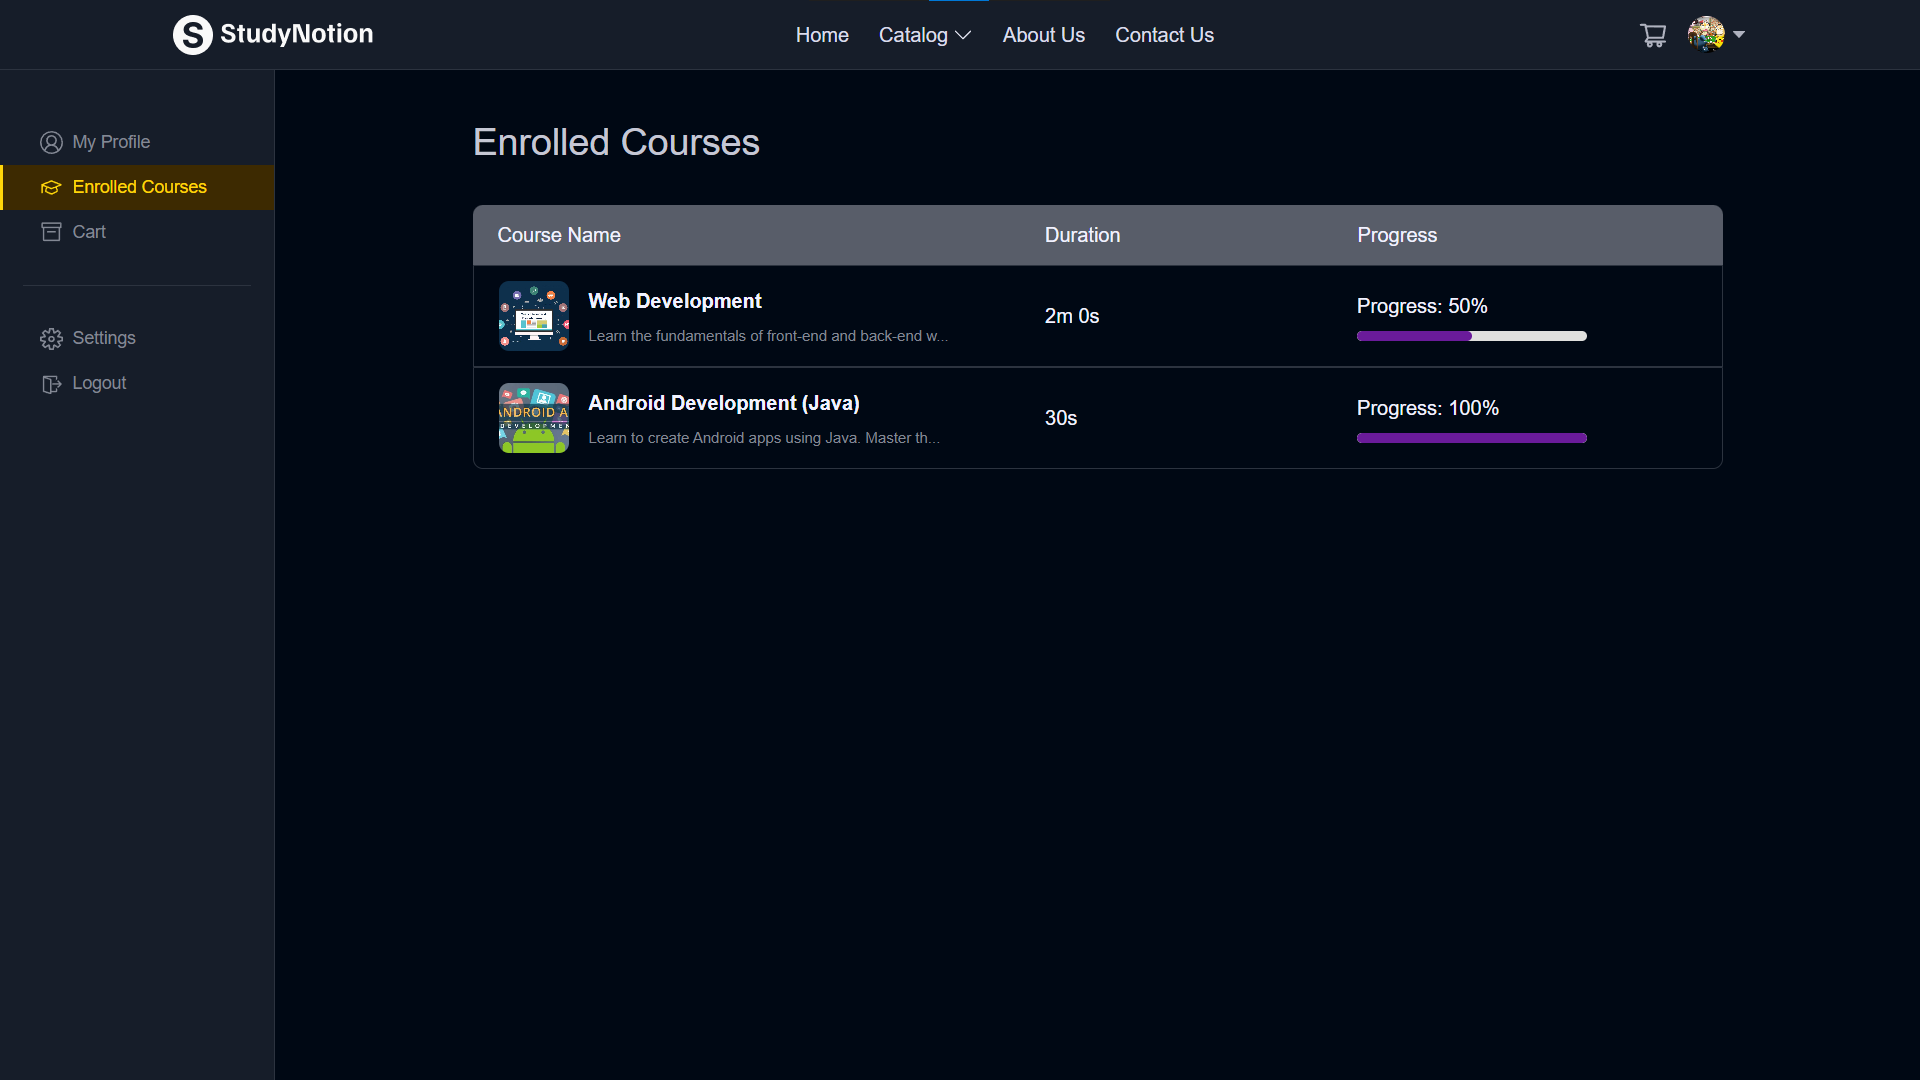 StudyNotion
Home
Catalog
About Us
Contact Us
My Profile
Enrolled Courses
Cart
Settings
Logout
Enrolled Courses
Course Name
Duration
Progress
Web Development
Learn the fundamentals of front-end and back-end w...
2m 0s
Progress: 50%
ANDROID A
DEVELOPMEN
Android Development (Java)
Learn to create Android apps using Java. Master th...
30s
Progress: 100%